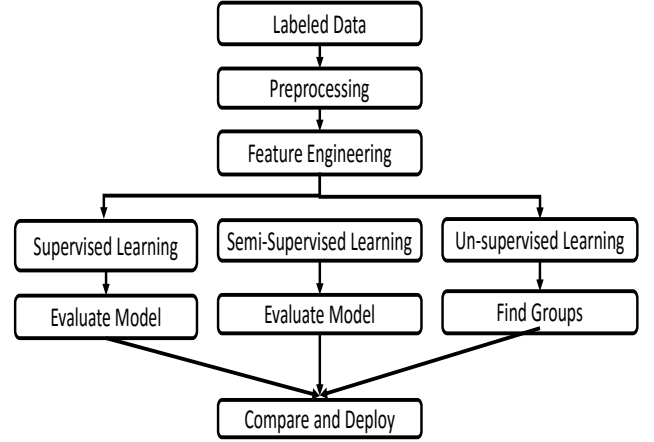 Labeled Data
Preprocessing
Feature Engineering
Supervised Learning
Semi-Supervised Learning
Un-supervised Learning
Evaluate Model
Evaluate Model
Find Groups
Compare and Deploy